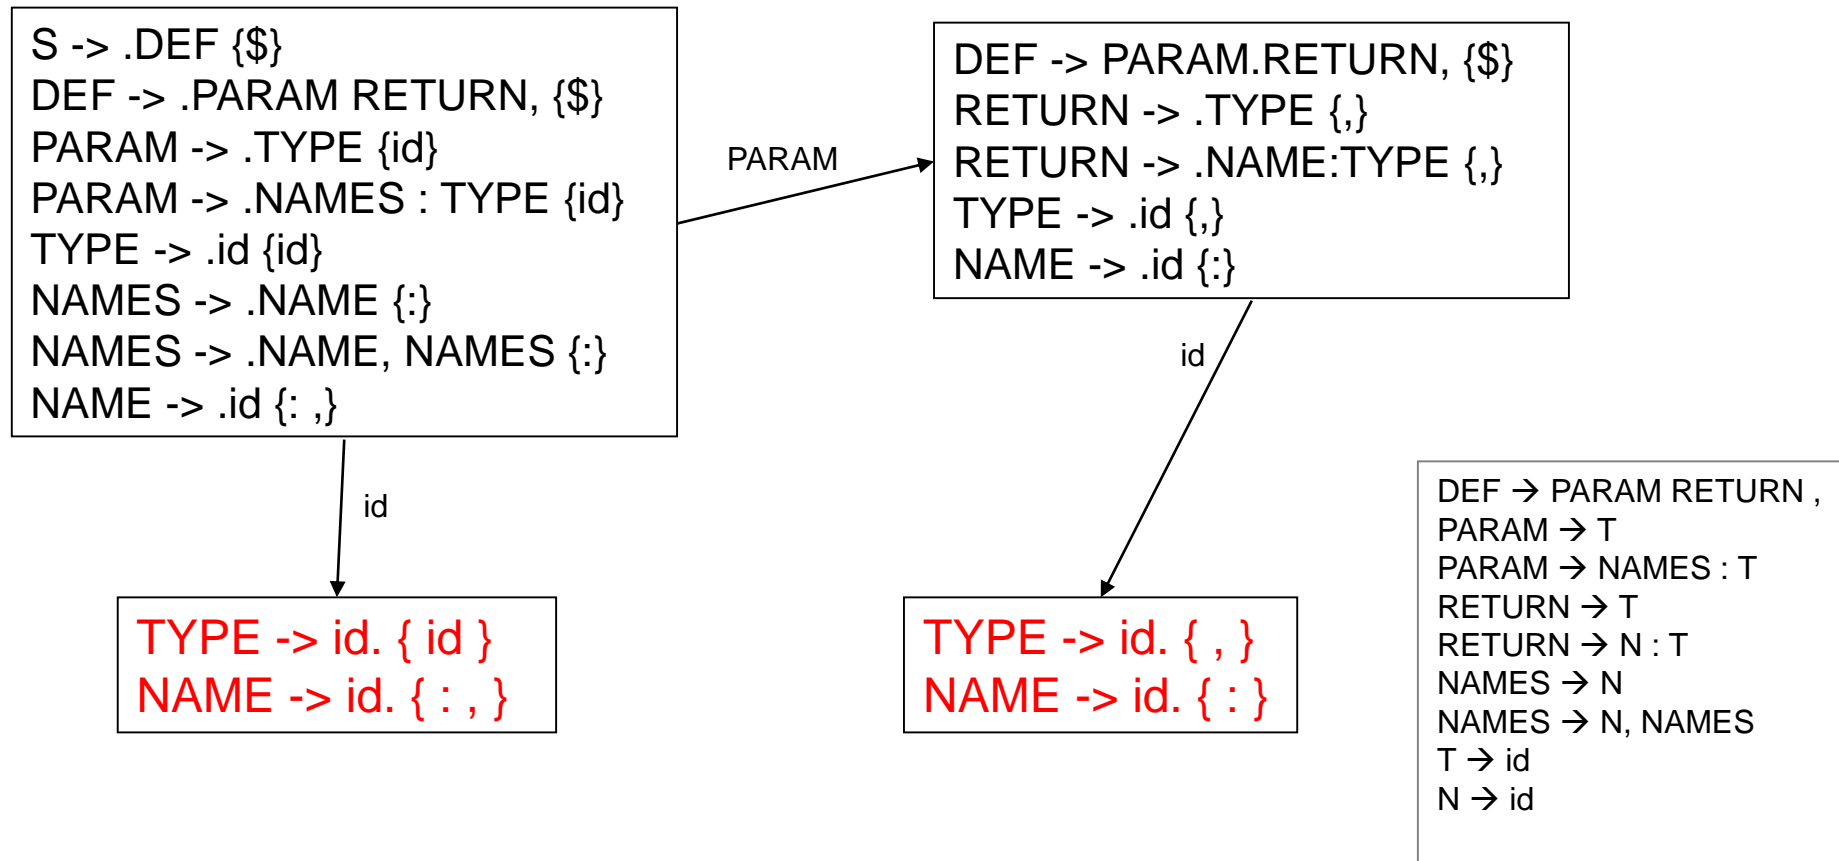 S -> .DEF {$}
DEF -> .PARAM RETURN, {$}
PARAM -> .TYPE {id}
PARAM -> .NAMES : TYPE {id}
TYPE -> .id {id}
NAMES -> .NAME {:}
NAMES -> .NAME, NAMES {:}
NAME -> .id {: ,}
PARAM
DEF -> PARAM.RETURN, {$}
RETURN -> .TYPE {,}
RETURN -> .NAME:TYPE {,}
TYPE -> .id {,}
NAME -> .id {:}
id
id
TYPE -> id. { id }
NAME -> id. { : , }
TYPE -> id. { , }
NAME -> id. { : }
DEF → PARAM RETURN ,
PARAM → T
PARAM → NAMES : T
RETURN → T
RETURN → N : T
NAMES → N
NAMES → N, NAMES
T → id
N → id